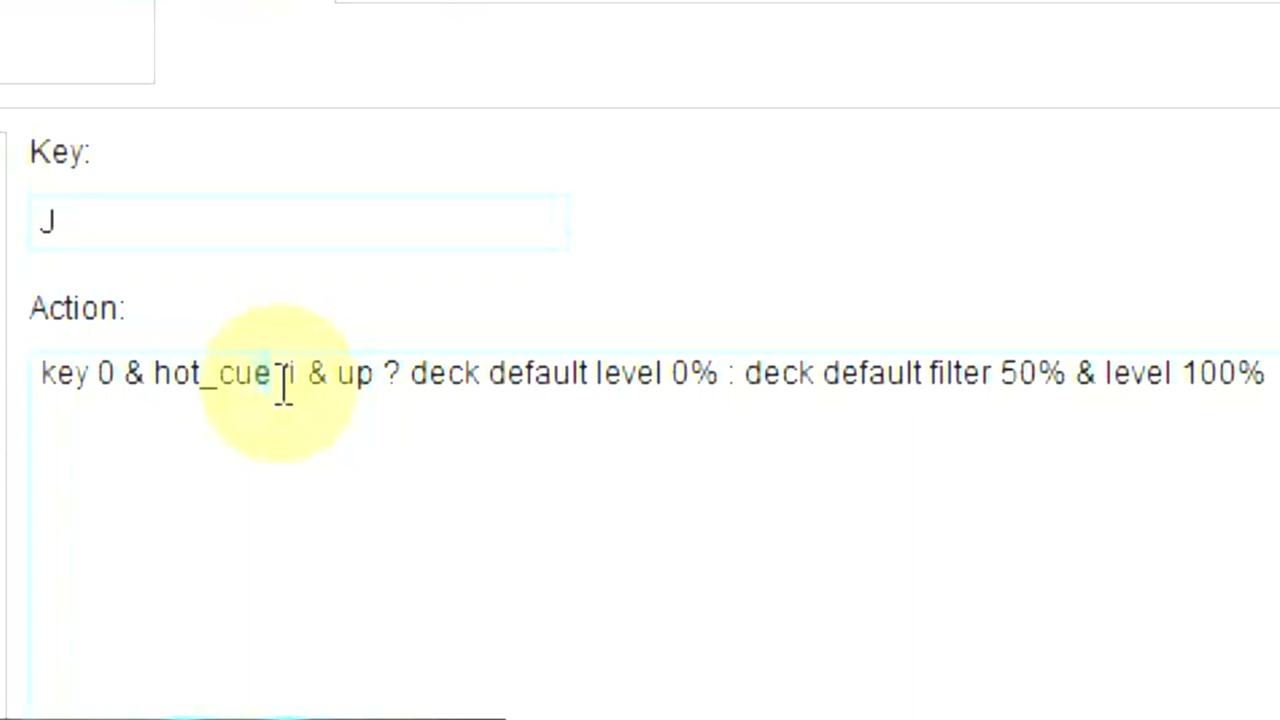 Key:
J
Action:
key 0 & hot_cue & up ? deck default level 0% : deck default filter 50% & level 100%